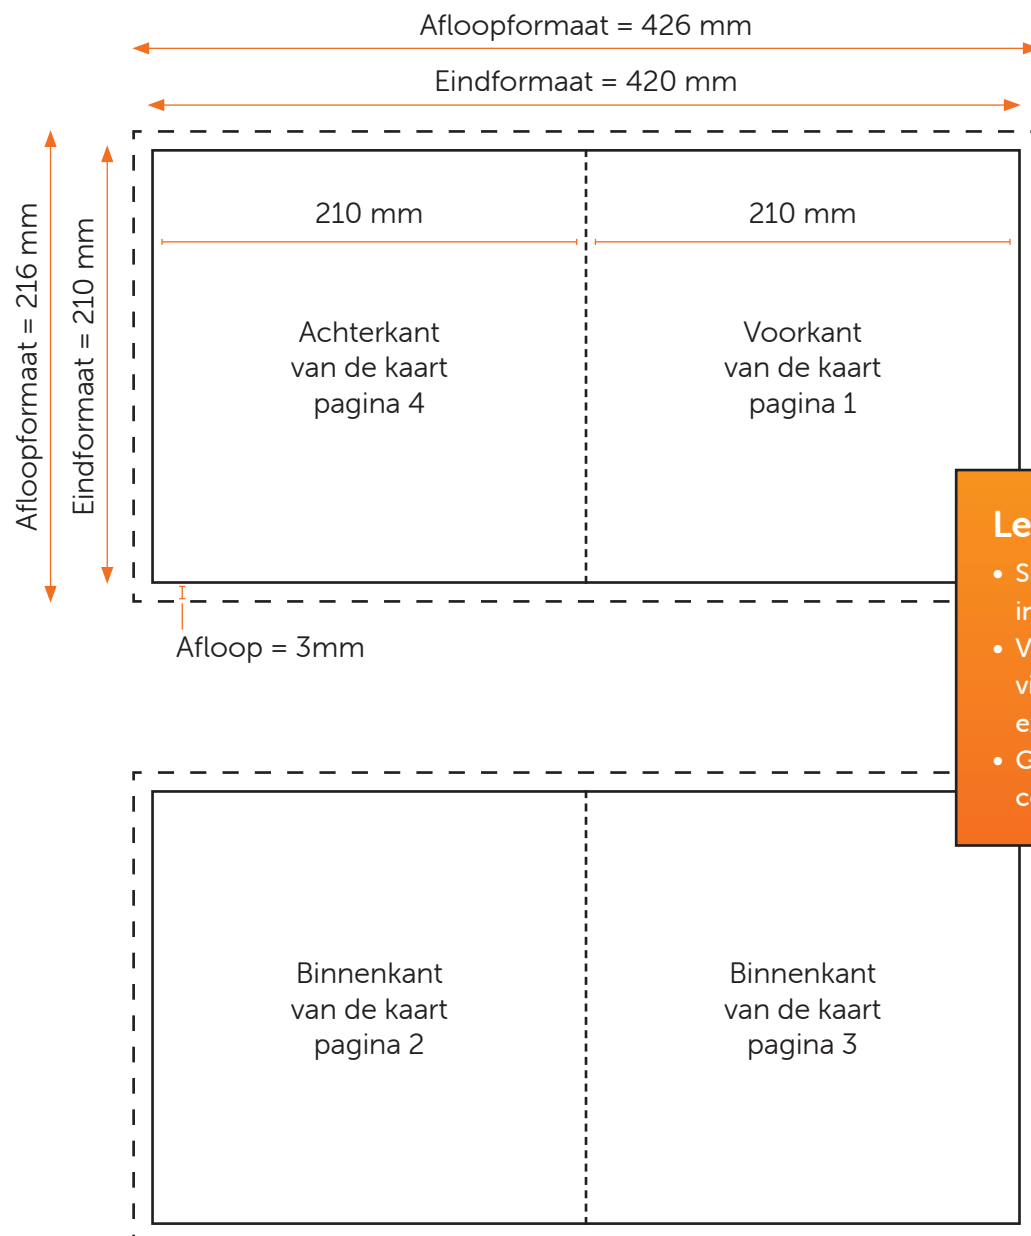 Afloopformaat = 426 mm
Eindformaat = 420 mm
Afloopformaat = 216 mm
Eindformaat = 210 mm
210 mm
210 mm
Achterkant
van de kaart
pagina 4
Voorkant
van de kaart
pagina 1
Afloop = 3mm
Binnenkant
van de kaart
pagina 2
Binnenkant
van de kaart
pagina 3